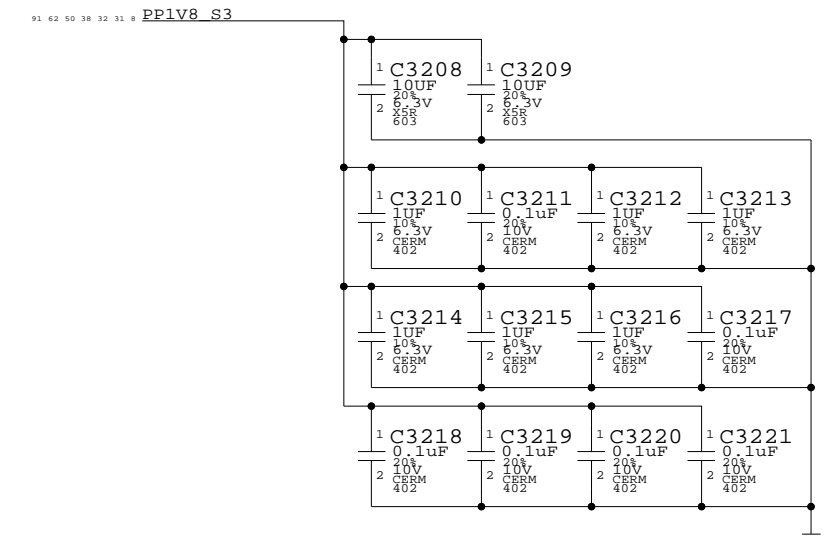 91 62 50 38 32 31 8 PP1V8_S3
1 C3208 1 C3209
10UF 10UF
20% 20%
6.3V 6.3V
2 X5R 2 X5R
603 603
1 C3210 1 C3211 1 C3212 1 C3213
1UF 0.1uF 1UF 1UF
10% 20% 10% 10%
6.3V 10V 6.3V 6.3V
2 CERM 2 CERM 2 CERM 2 CERM
402 402 402 402
1 C3214 1 C3215 1 C3216 1 C3217
1UF 1UF 1UF 0.1uF
10% 10% 10% 20%
6.3V 6.3V 6.3V 10V
2 CERM 2 CERM 2 CERM 2 CERM
402 402 402 402
1 C3218 1 C3219 1 C3220 1 C3221
0.1uF 0.1uF 0.1uF 0.1uF
20% 20% 20% 20%
10V 10V 10V 10V
2 CERM 2 CERM 2 CERM 2 CERM
402 402 402 402